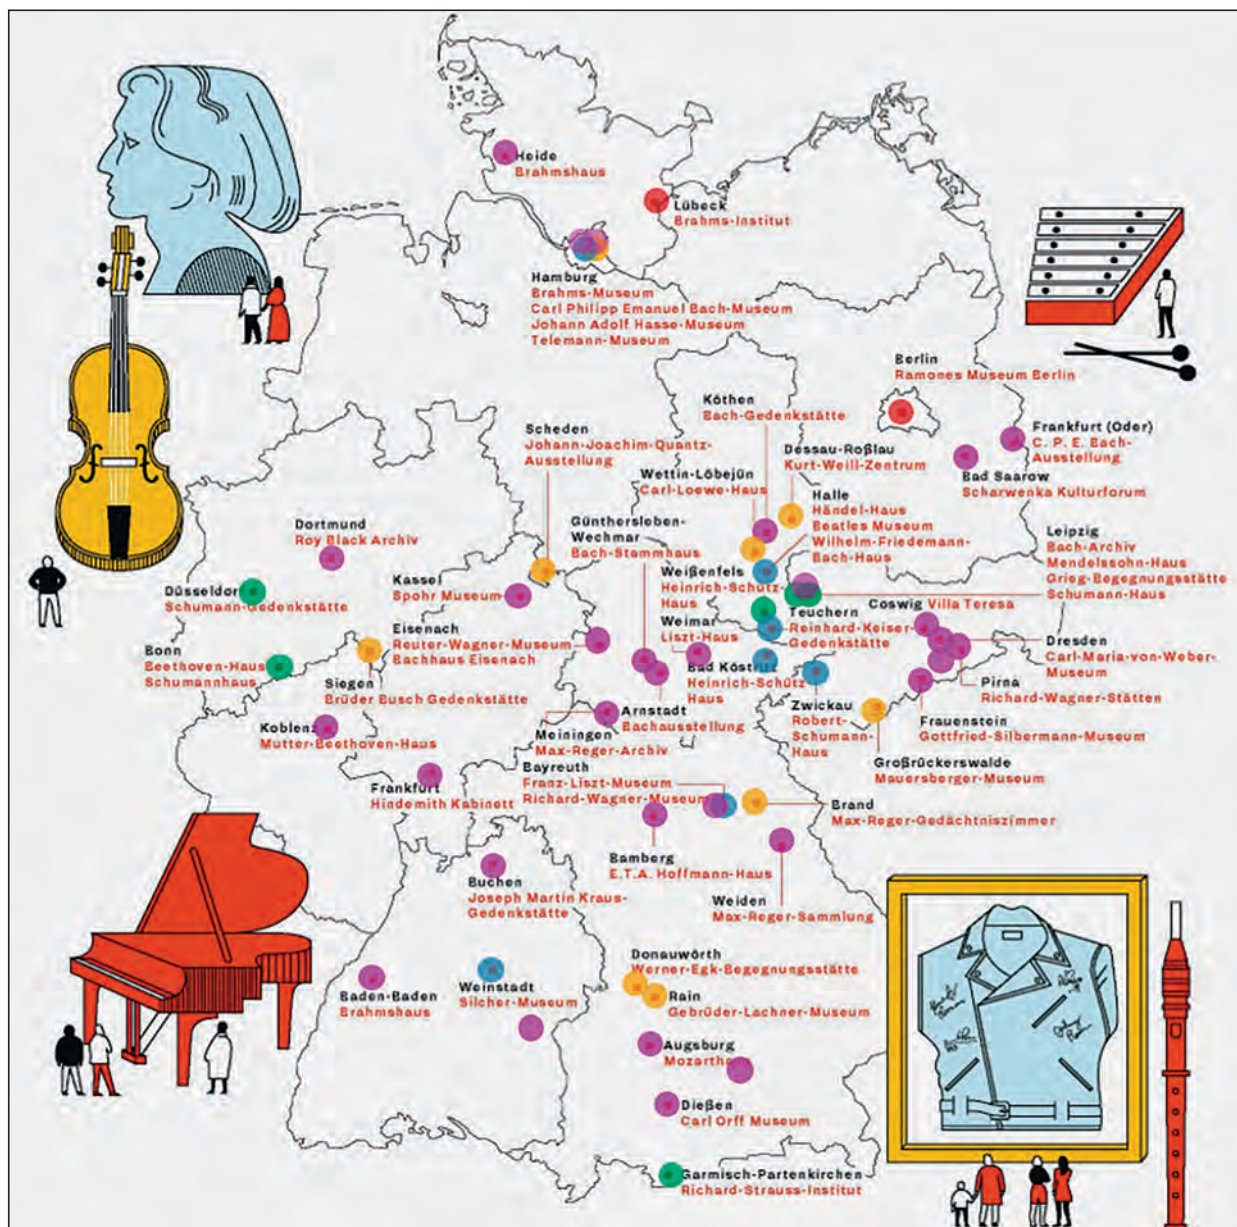 Heide
Brahmshaus
Lübeck
Brahms-Institut
Hamburg
Brahms-Museum
Carl Philipp Emanuel Bach-Museum
Johann Adolf Hasse-Museum
Telemann-Museum
Berlin
Ramones Museum Berlin
Köthen
Bach-Gedenkstätte
Frankfurt (Oder)
C. P. E. Bach-
Ausstellung
Scheden
Johann-Joachim-Quantz-
Ausstellung
Dessau-Roßlau
Kurt-Weill-Zentrum
Bad Saarow
Scharwenka Kulturforum
Wettin-Löbejün
Carl-Loewe-Haus
Halle
Händel-Haus
Beatles Museum
Wilhelm-Friedemann-
Bach-Haus
Dortmund
Roy Black Archiv
Günthersleben-
Wechmar
Bach-Stammhaus
Leipzig
Bach-Archiv
Mendelssohn-Haus
Grieg-Begegnungsstätte
Schumann-Haus
Düsseldor
Schumann-Gedenkstätte
Kassel
Spohr Museum
Weißenfels
Heinrich-Schütz-
Haus
Teuchern
Reinhard-Keiser-
Gedenkstätte
Coswig Villa Teresa
Eisenach
Reuter-Wagner-Museum
Bachhaus Eisenach
Weimar
Liszt-Haus
Dresden
Carl-Maria-von-Weber-
Museum
Bonn
Beethoven-Haus
Schumannhaus
Siegen
Brüder Busch Gedenkstätte
Bad Köstritz
Heinrich-Schütz
Haus
Pirna
Richard-Wagner-Stätten
Koblenz
Mutter-Beethoven-Haus
Arnstadt
Bachausstellung
Zwickau
Robert-
Schumann-
Haus
Frauenstein
Gottfried-Silbermann-Museum
Meiningen
Max-Reger-Archiv
Großrückerswalde
Mauersberger-Museum
Frankfurt
Hindemith Kabinett
Bayreuth
Franz-Liszt-Museum
Richard-Wagner-Museum
Brand
Max-Reger-Gedächtniszimmer
Bamberg
E.T.A. Hoffmann-Haus
Buchen
Joseph Martin Kraus-
Gedenkstätte
Weiden
Max-Reger-Sammlung
Donauwörth
Werner-Egk-Begegnungsstätte
Baden-Baden
Brahmshaus
Weinstadt
Silcher-Museum
Rain
Gebrüder-Lachner-Museum
Augsburg
Mozarthaus
Dießen
Carl Orff Museum
Garmisch-Partenkirchen
Richard-Strauss-Institut